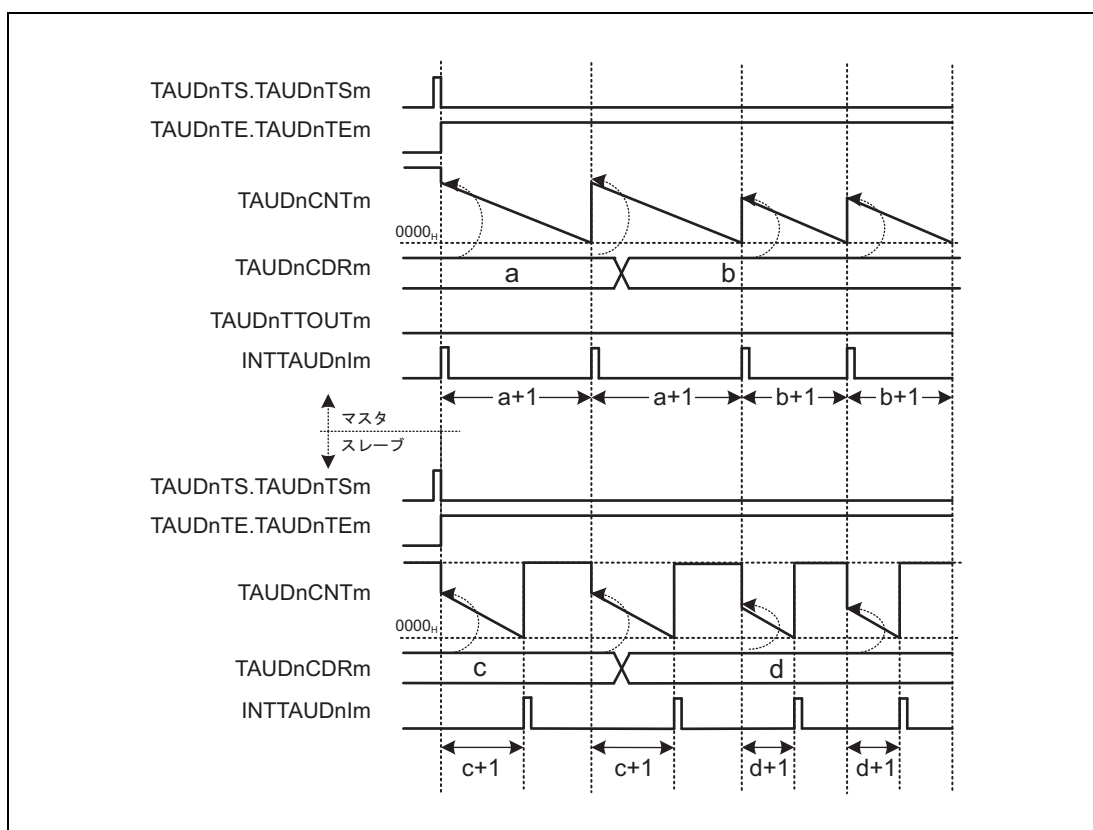 TAUDnTS.TAUDnTSm
TAUDnTE.TAUDnTEm
TAUDnCNTm
0000H
TAUDnCDRm
a
b
TAUDnTTOUTm
INTTAUDnIm
a+1
a+1
b+1
b+1
マスタ
スレーブ
TAUDnTS.TAUDnTSm
TAUDnTE.TAUDnTEm
TAUDnCNTm
0000H
TAUDnCDRm
c
d
INTTAUDnIm
c+1
c+1
d+1
d+1